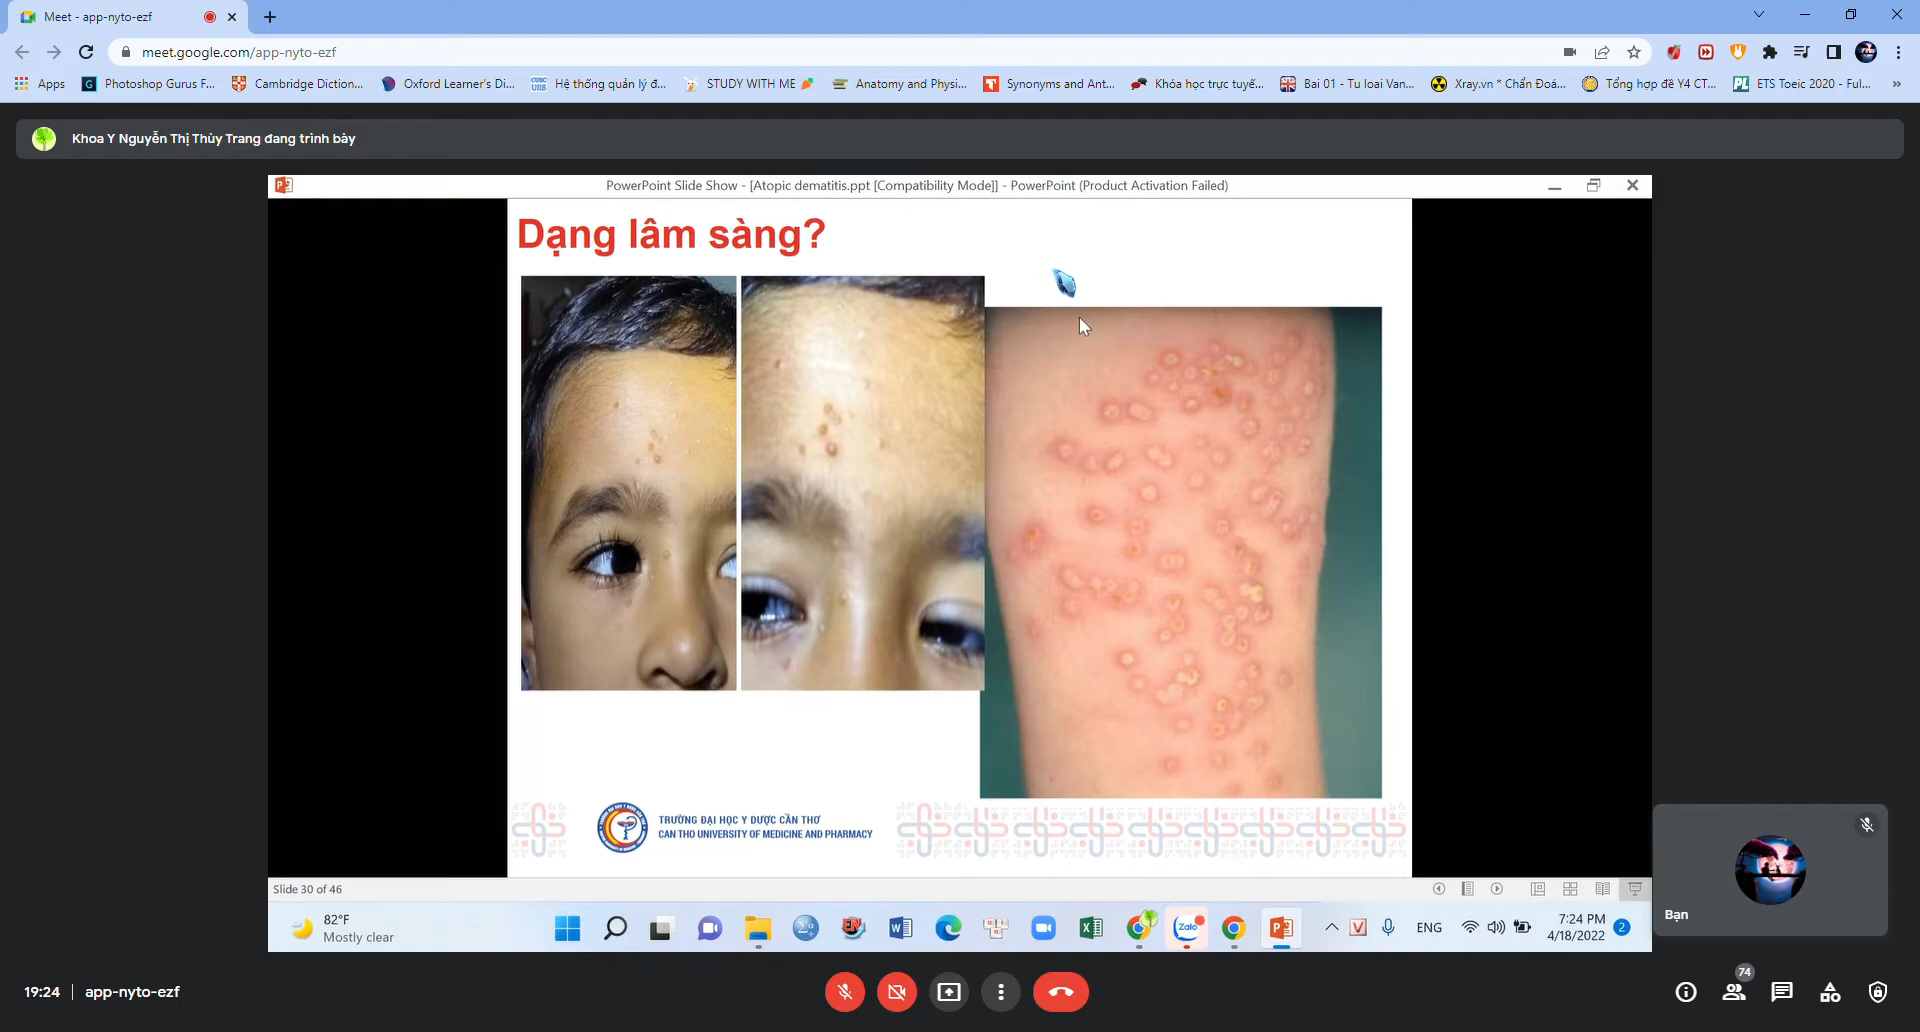 Meet - app-nyto-ezf
meet.google.com/app-nyto-ezf
Apps
Photoshop Gurus F...
Cambridge Diction...
Oxford Learner's Di...
Hệ thống quản lý đ...
STUDY WITH ME
Anatomy and Physi...
Synonyms and Ant...
Khóa học trực tuyế...
Bai 01 - Tu loai Van...
Xray.vn * Chẩn Đoá...
Tổng hợp đề Y4 CT...
ETS Toeic 2020 - Ful...
Khoa Y Nguyễn Thị Thùy Trang đang trình bày
PowerPoint Slide Show - [Atopic dematitis.ppt [Compatibility Mode]] - PowerPoint (Product Activation Failed)
Dạng lâm sàng?
TRƯỜNG ĐẠI HỌC Y DƯỢC CẦN THƠ
CAN THO UNIVERSITY OF MEDICINE AND PHARMACY
Slide 30 of 46
82°F
Mostly clear
Zalo
ENG
7:24 PM
4/18/2022
2
Bạn
19:24
app-nyto-ezf
74